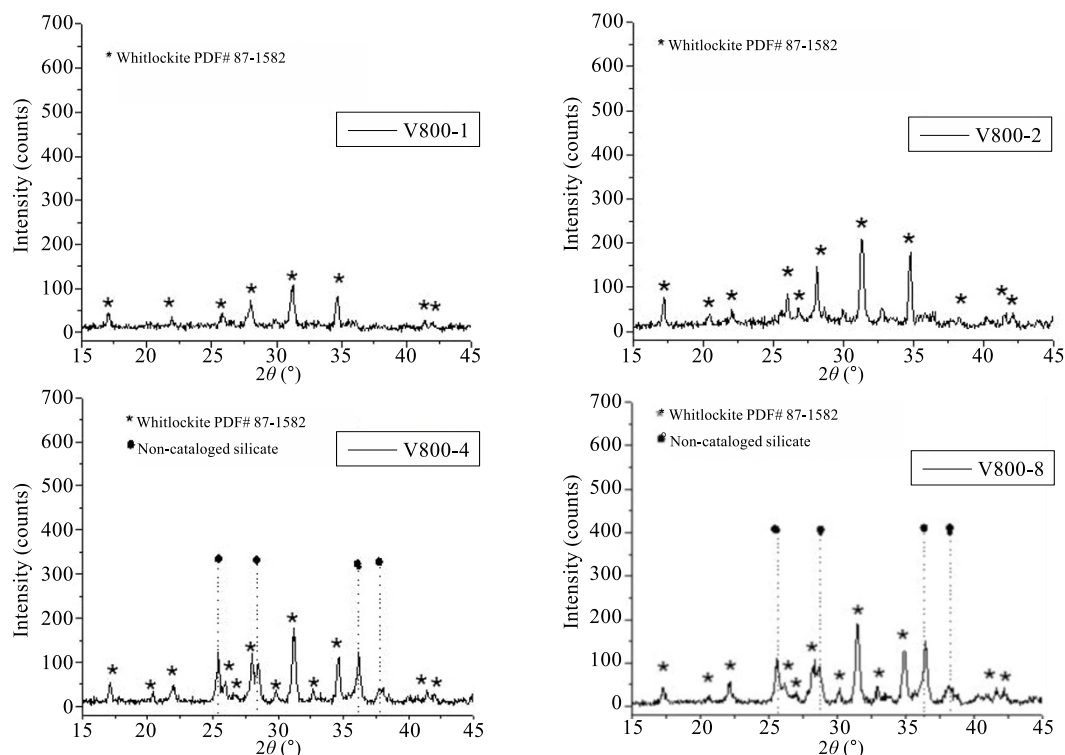 700
600
500
400
300
200
100
0
Intensity (counts)
* Whitlockite PDF# 87-1582
V800-1
15 20 25 30 35 40 45
2θ (°)
700
600
500
400
300
200
100
0
Intensity (counts)
* Whitlockite PDF# 87-1582
V800-2
15 20 25 30 35 40 45
2θ (°)
700
600
500
400
300
200
100
0
Intensity (counts)
* Whitlockite PDF# 87-1582
● Non-cataloged silicate
V800-4
15 20 25 30 35 40 45
2θ (°)
700
600
500
400
300
200
100
0
Intensity (counts)
* Whitlockite PDF# 87-1582
● Non-cataloged silicate
V800-8
15 20 25 30 35 40 45
2θ (°)